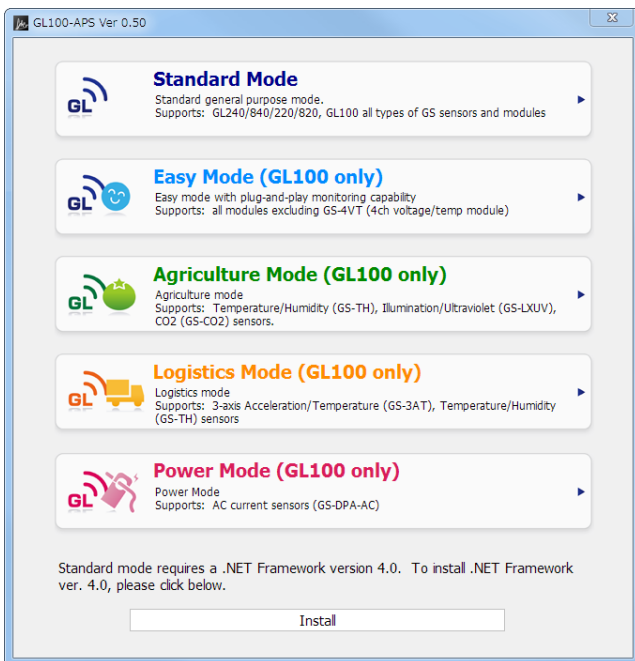 GL100-APS Ver 0.50
GL
Standard Mode
Standard general purpose mode.
Supports: GL240/840/220/820, GL100 all types of GS sensors and modules
GL
Easy Mode (GL100 only)
Easy mode with plug-and-play monitoring capability
Supports: all modules excluding GS-4VT (4ch voltage/temp module)
GL
Agriculture Mode (GL100 only)
Agriculture mode
Supports: Temperature/Humidity (GS-TH), Illumination/Ultraviolet (GS-LXUV),
CO2 (GS-CO2) sensors.
GL
Logistics Mode (GL100 only)
Logistics mode
Supports: 3-axis Acceleration/Temperature (GS-3AT), Temperature/Humidity
(GS-TH) sensors
GL
Power Mode (GL100 only)
Power Mode
Supports: AC current sensors (GS-DPA-AC)
Standard mode requires a .NET Framework version 4.0. To install .NET Framework
ver. 4.0, please click below.
Install